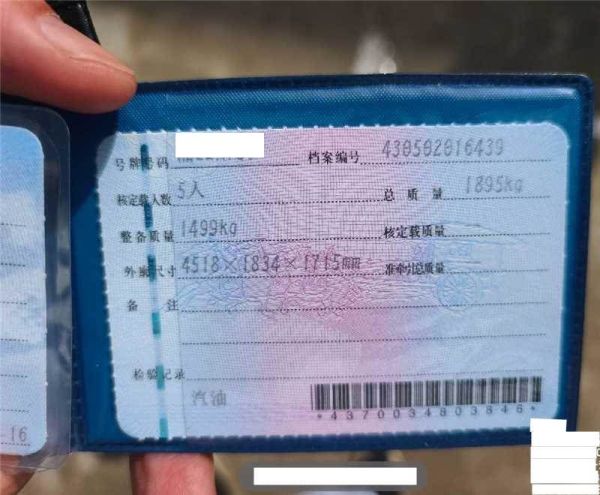 号牌号码 档案编号 430502016439
核定载人数 5人 总质量 1895kg
整备质量 1499kg 核定载质量
外廓尺寸 4518×1834×1715mm 准牵引总质量
备注
检验记录
汽油
*4370034803846*
16